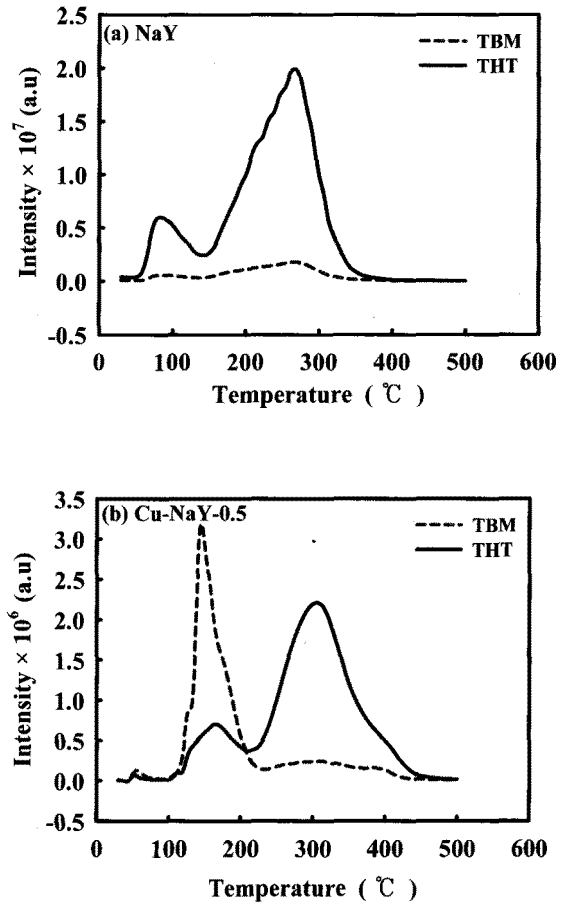 (a) NaY
TBM
THT
2.5
2.0
1.5
1.0
0.5
0.0
-0.5
Intensity × 10⁷ (a.u)
0 100 200 300 400 500 600
Temperature ( ℃ )
(b) Cu-NaY-0.5
TBM
THT
3.5
3.0
2.5
2.0
1.5
1.0
0.5
0.0
-0.5
Intensity × 10⁶ (a.u)
0 100 200 300 400 500 600
Temperature ( ℃ )